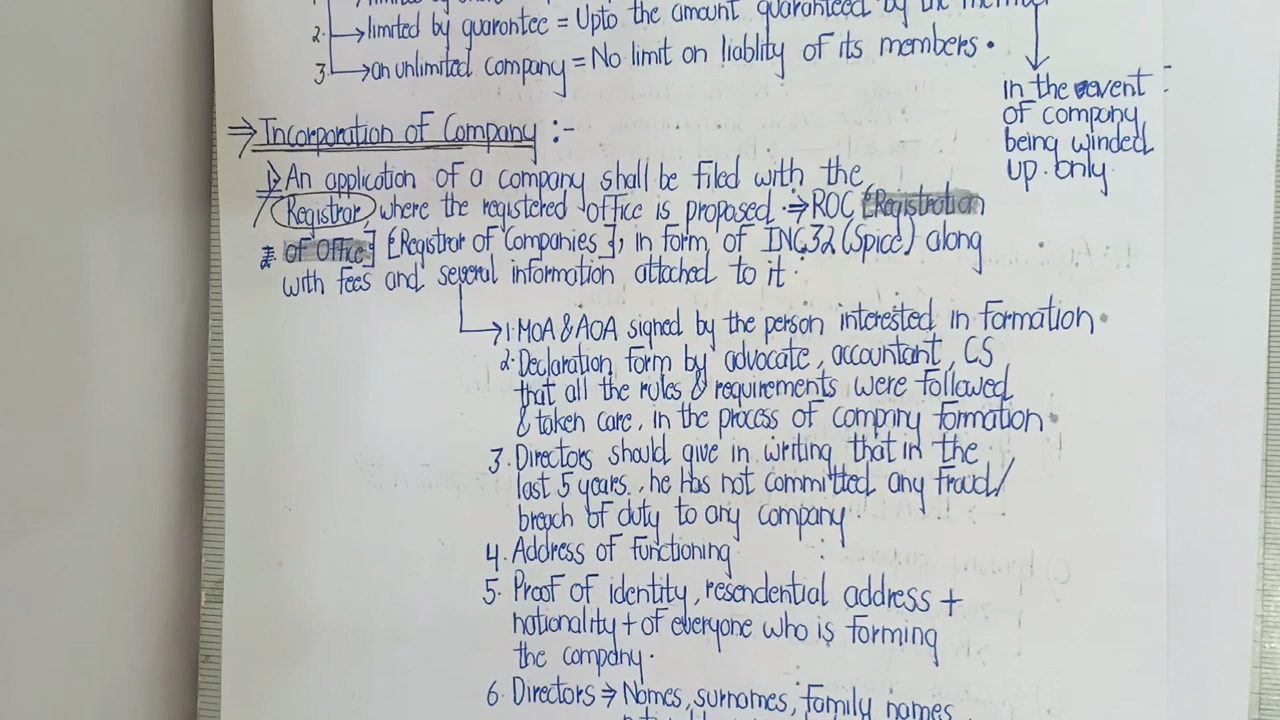 2. limited by guarontee = Upto the amount guaranteed by the
3 an unlimited company = No limit on liablity of its members.
in the event
of company
being winded
up. only
⇒ Incorporation of Company :-
1) An application of a company shall be filed with the
Registrar, where the registered office is proposed. ⇒ ROC [Registration
of Office] [Registrar of Companies], in form of INC32 (Spice) along
with fees and several information attached to it.
1. MOA & AOA signed by the person interested in formation.
2. Declaration form by advocate, accountant, CS
that all the rules & requirements were followed
& taken care, in the process of company formation.
3. Directors should give in writing that in the
last 5 years, he has not committed any fraud/
breach of duty to any company.
4. Address of functioning
5. Proof of identity, resendential address +
nationality + of everyone who is forming
the company.
6. Directors ⇒ Names, surnames, family names,